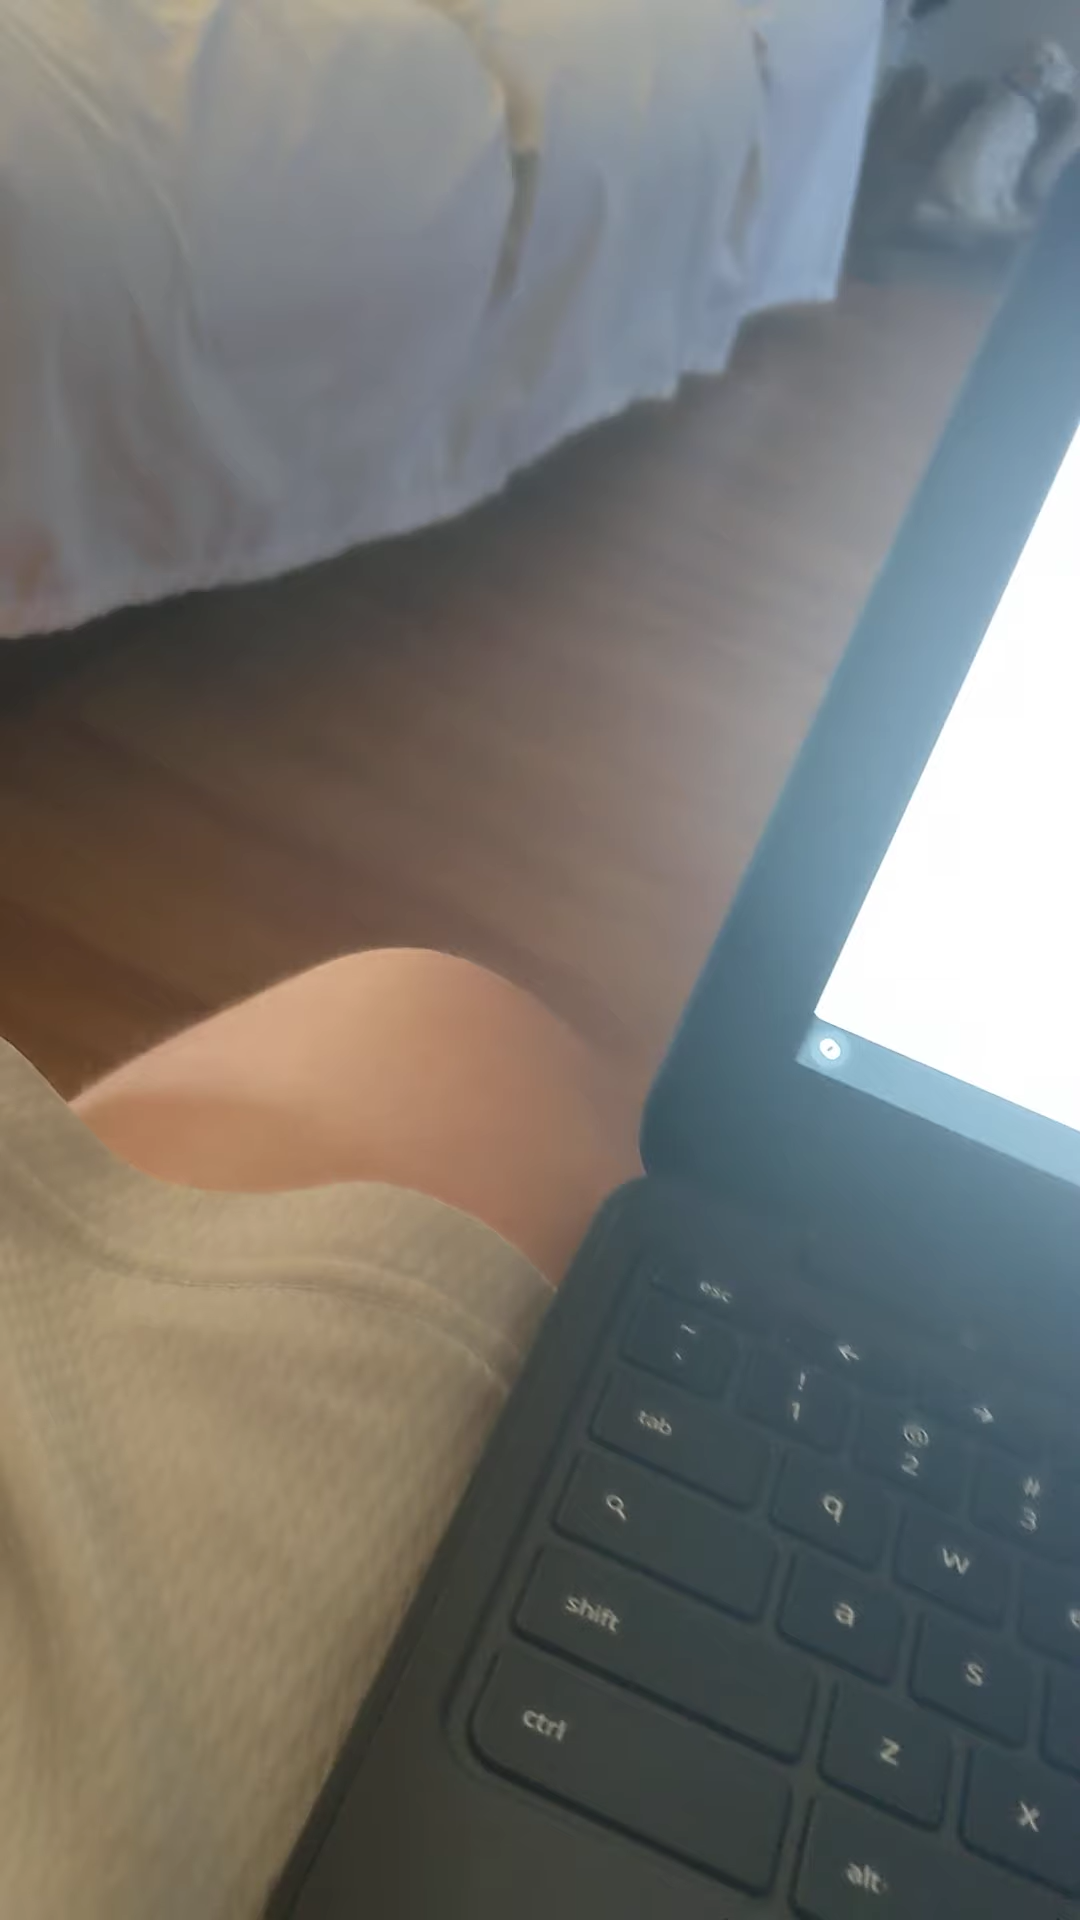 esc ← →
~ ` ! 1 @ 2 # 3
tab q w
a s
shift z x
ctrl alt